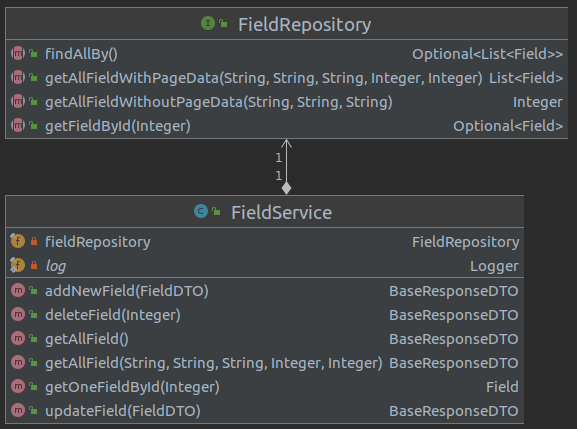 I FieldRepository
m findAllBy() Optional<List<Field>>
m getAllFieldWithPageData(String, String, String, Integer, Integer) List<Field>
m getAllFieldWithoutPageData(String, String, String) Integer
m getFieldById(Integer) Optional<Field>
1
1
C FieldService
f fieldRepository FieldRepository
f log Logger
m addNewField(FieldDTO) BaseResponseDTO
m deleteField(Integer) BaseResponseDTO
m getAllField() BaseResponseDTO
m getAllField(String, String, String, Integer, Integer) BaseResponseDTO
m getOneFieldById(Integer) Field
m updateField(FieldDTO) BaseResponseDTO